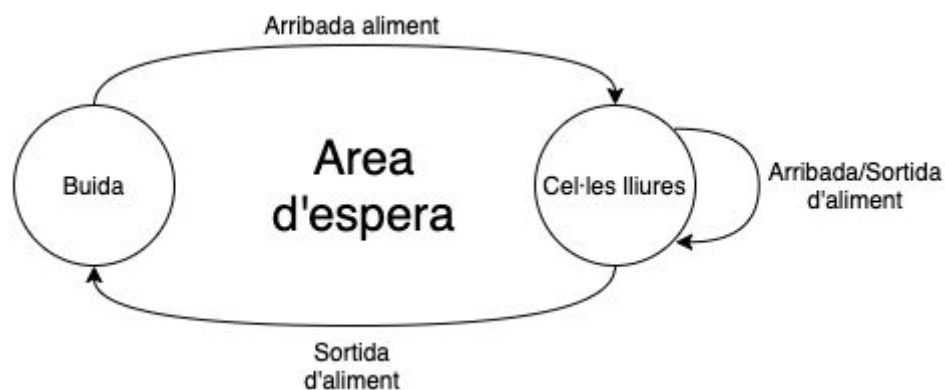 Arribada aliment
Buida
Area
d'espera
Cel·les lliures
Arribada/Sortida
d'aliment
Sortida
d'aliment